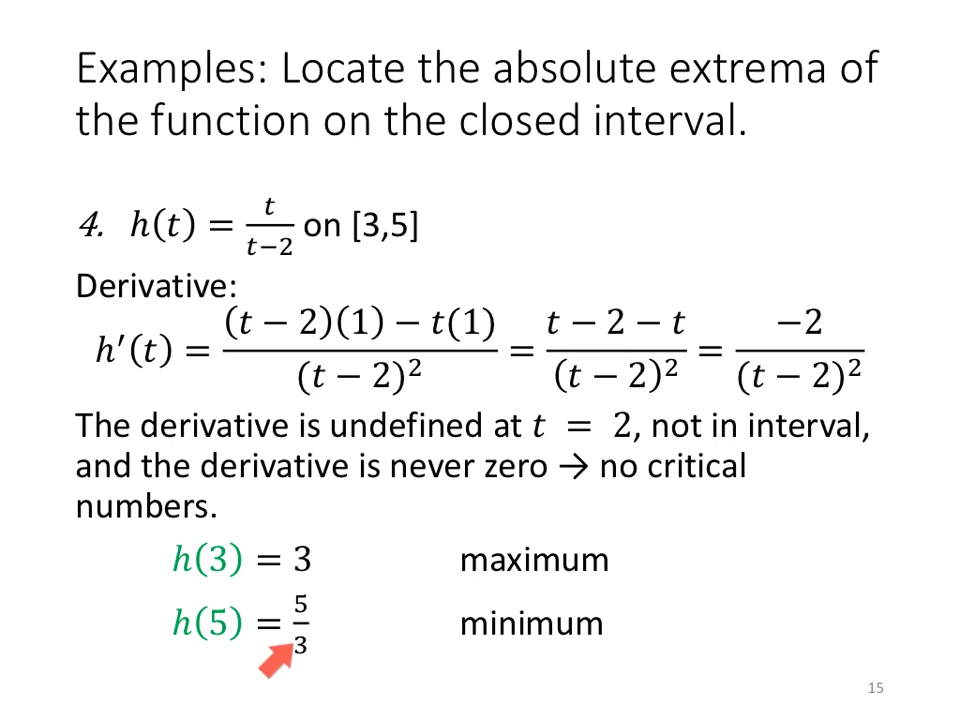 Examples: Locate the absolute extrema of
the function on the closed interval.
4. h(t) = t/(t−2) on [3,5]
Derivative:
h′(t) = ((t − 2)(1) − t(1))/(t − 2)² = (t − 2 − t)/(t − 2)² = −2/(t − 2)²
The derivative is undefined at t = 2, not in interval,
and the derivative is never zero → no critical
numbers.
h(3) = 3 maximum
h(5) = 5/3 minimum
15